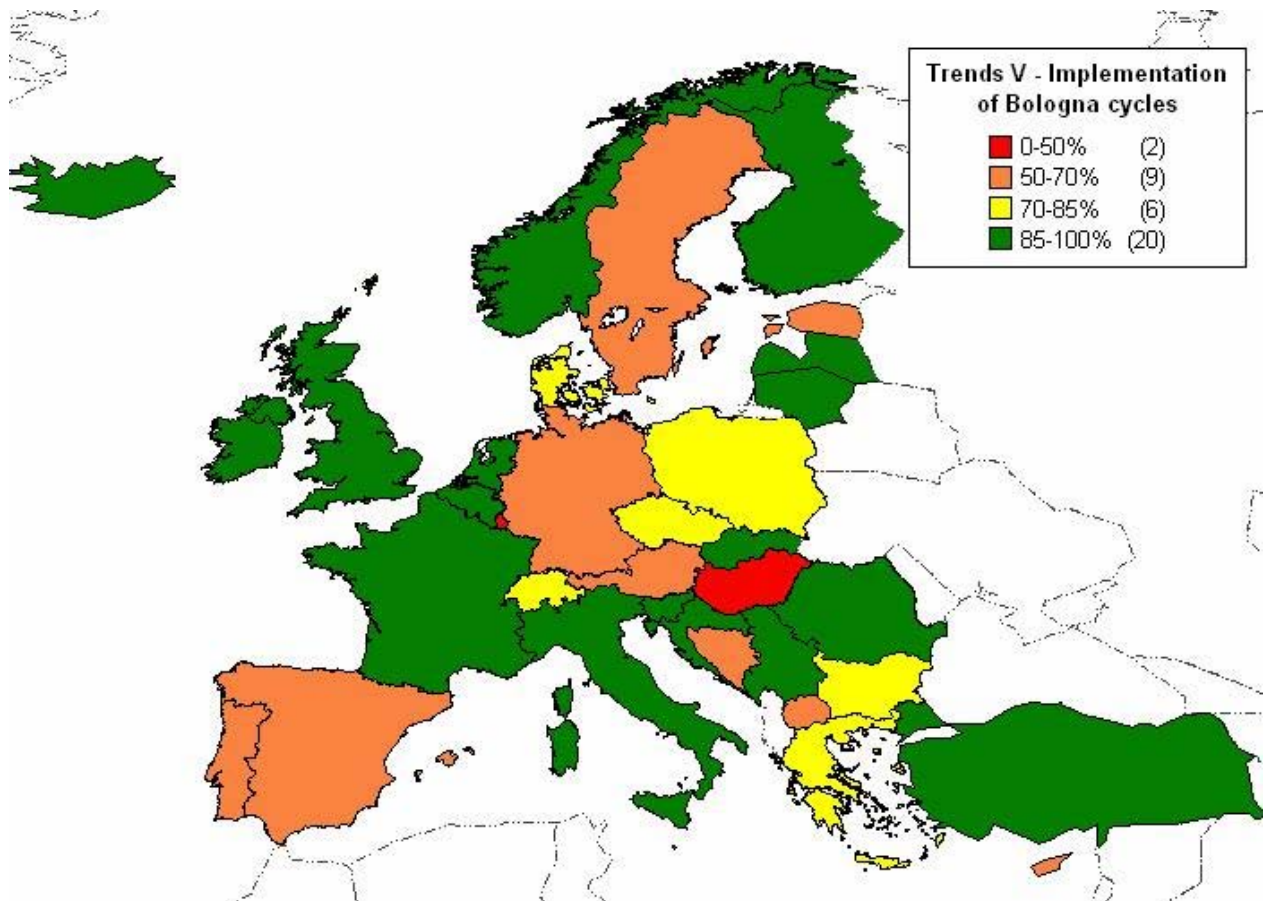 Trends V - Implementation
of Bologna cycles
0-50% (2)
50-70% (9)
70-85% (6)
85-100% (20)